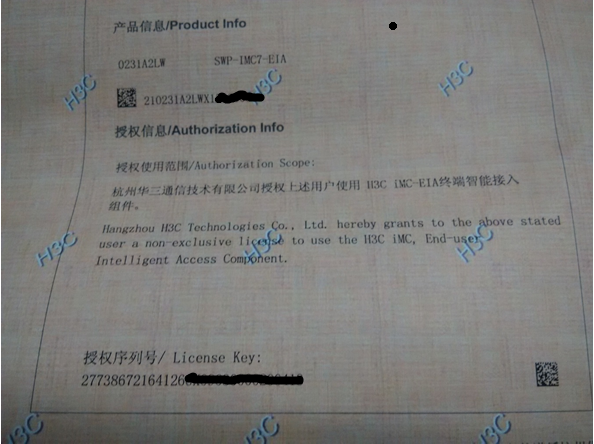 产品信息/Product Info
0231A2LW SWP-IMC7-EIA
210231A2LWX1
授权信息/Authorization Info
授权使用范围/Authorization Scope:
杭州华三通信技术有限公司授权上述用户使用 H3C iMC-EIA终端智能接入
组件。
Hangzhou H3C Technologies Co., Ltd. hereby grants to the above stated
user a non-exclusive license to use the H3C iMC, End-user
Intelligent Access Component.
授权序列号/ License Key:
27738672164126
H3C
H3C
H3C
H3C
H3C
H3C
H3C
H3C
H3C